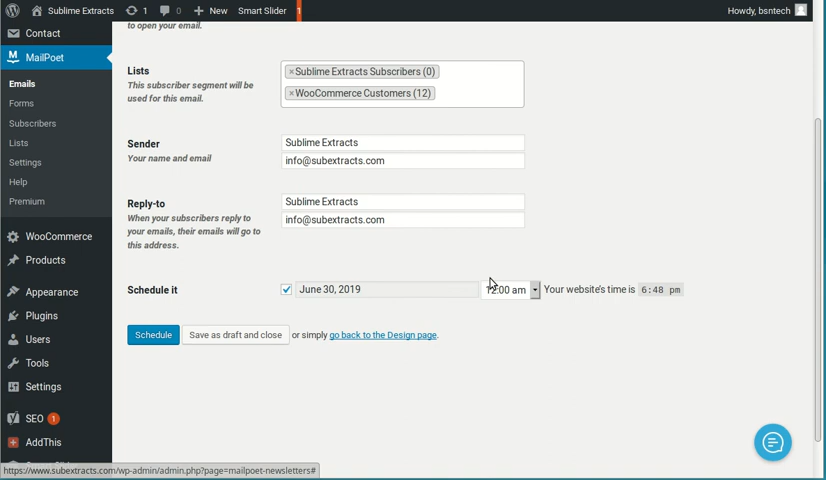 Sublime Extracts
1
0
New
Smart Slider
1
Howdy, bsntech
Contact
MailPoet
Emails
Forms
Subscribers
Lists
Settings
Help
Premium
WooCommerce
Products
Appearance
Plugins
Users
Tools
Settings
SEO 1
AddThis
to open your email.
Lists
This subscriber segment will be
used for this email.
×Sublime Extracts Subscribers (0)
×WooCommerce Customers (12)
Sender
Your name and email
Sublime Extracts
info@subextracts.com
Reply-to
When your subscribers reply to
your emails, their emails will go to
this address.
Sublime Extracts
info@subextracts.com
Schedule it
June 30, 2019
12:00 am
Your website's time is 6:48 pm
Schedule
Save as draft and close
or simply go back to the Design page.
https://www.subextracts.com/wp-admin/admin.php?page=mailpoet-newsletters#